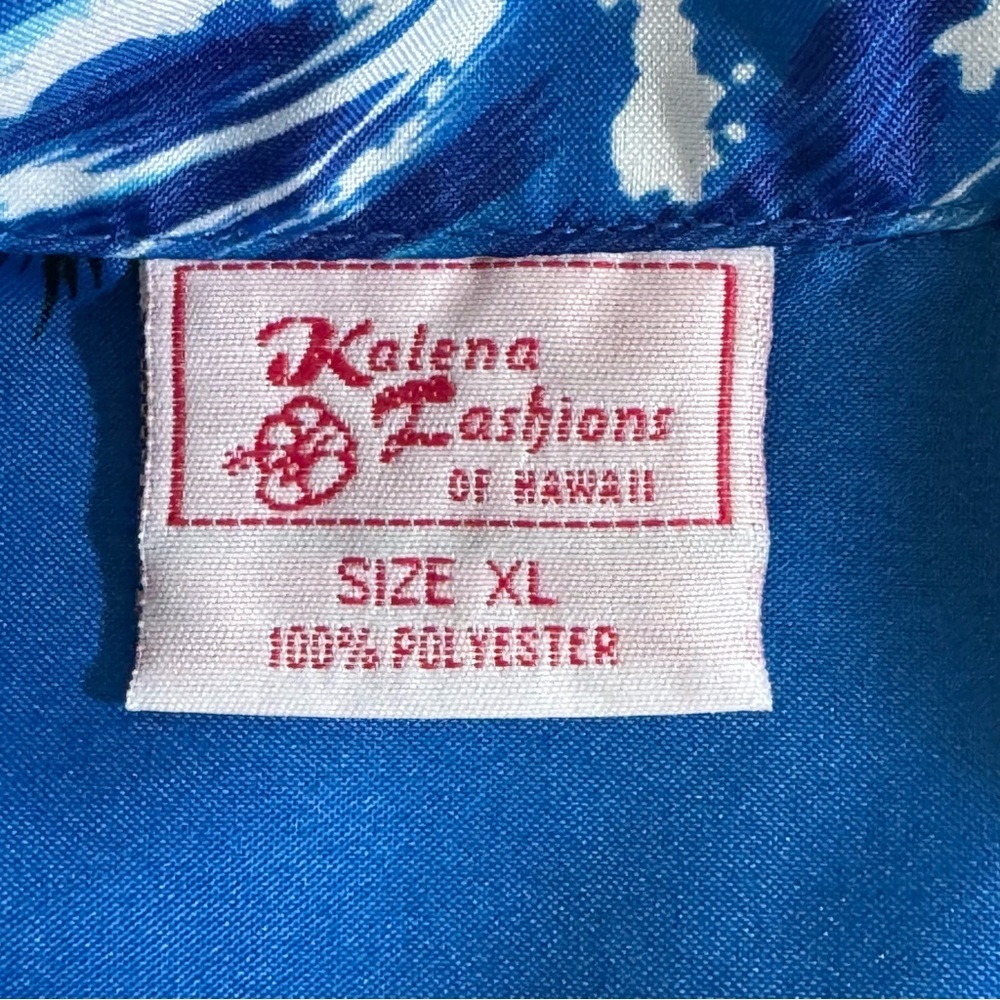 Kalena
Fashions
OF HAWAII
SIZE XL
100% POLYESTER